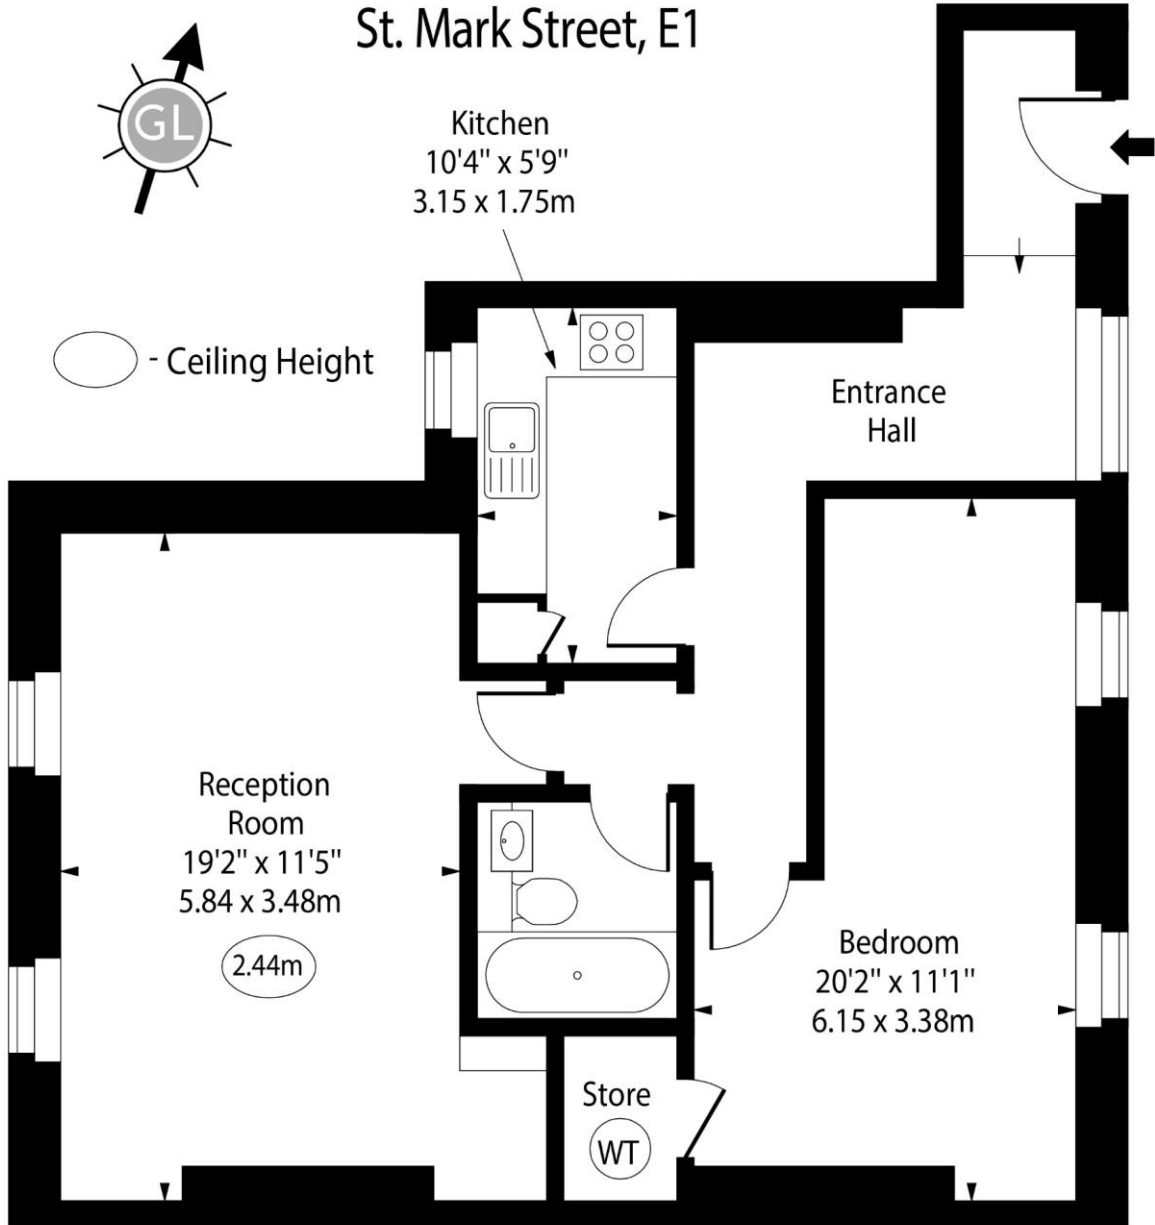 St. Mark Street, E1
GL
Kitchen
10'4" x 5'9"
3.15 x 1.75m
- Ceiling Height
Entrance
Hall
Reception
Room
19'2" x 11'5"
5.84 x 3.48m
2.44m
Bedroom
20'2" x 11'1"
6.15 x 3.38m
Store
WT